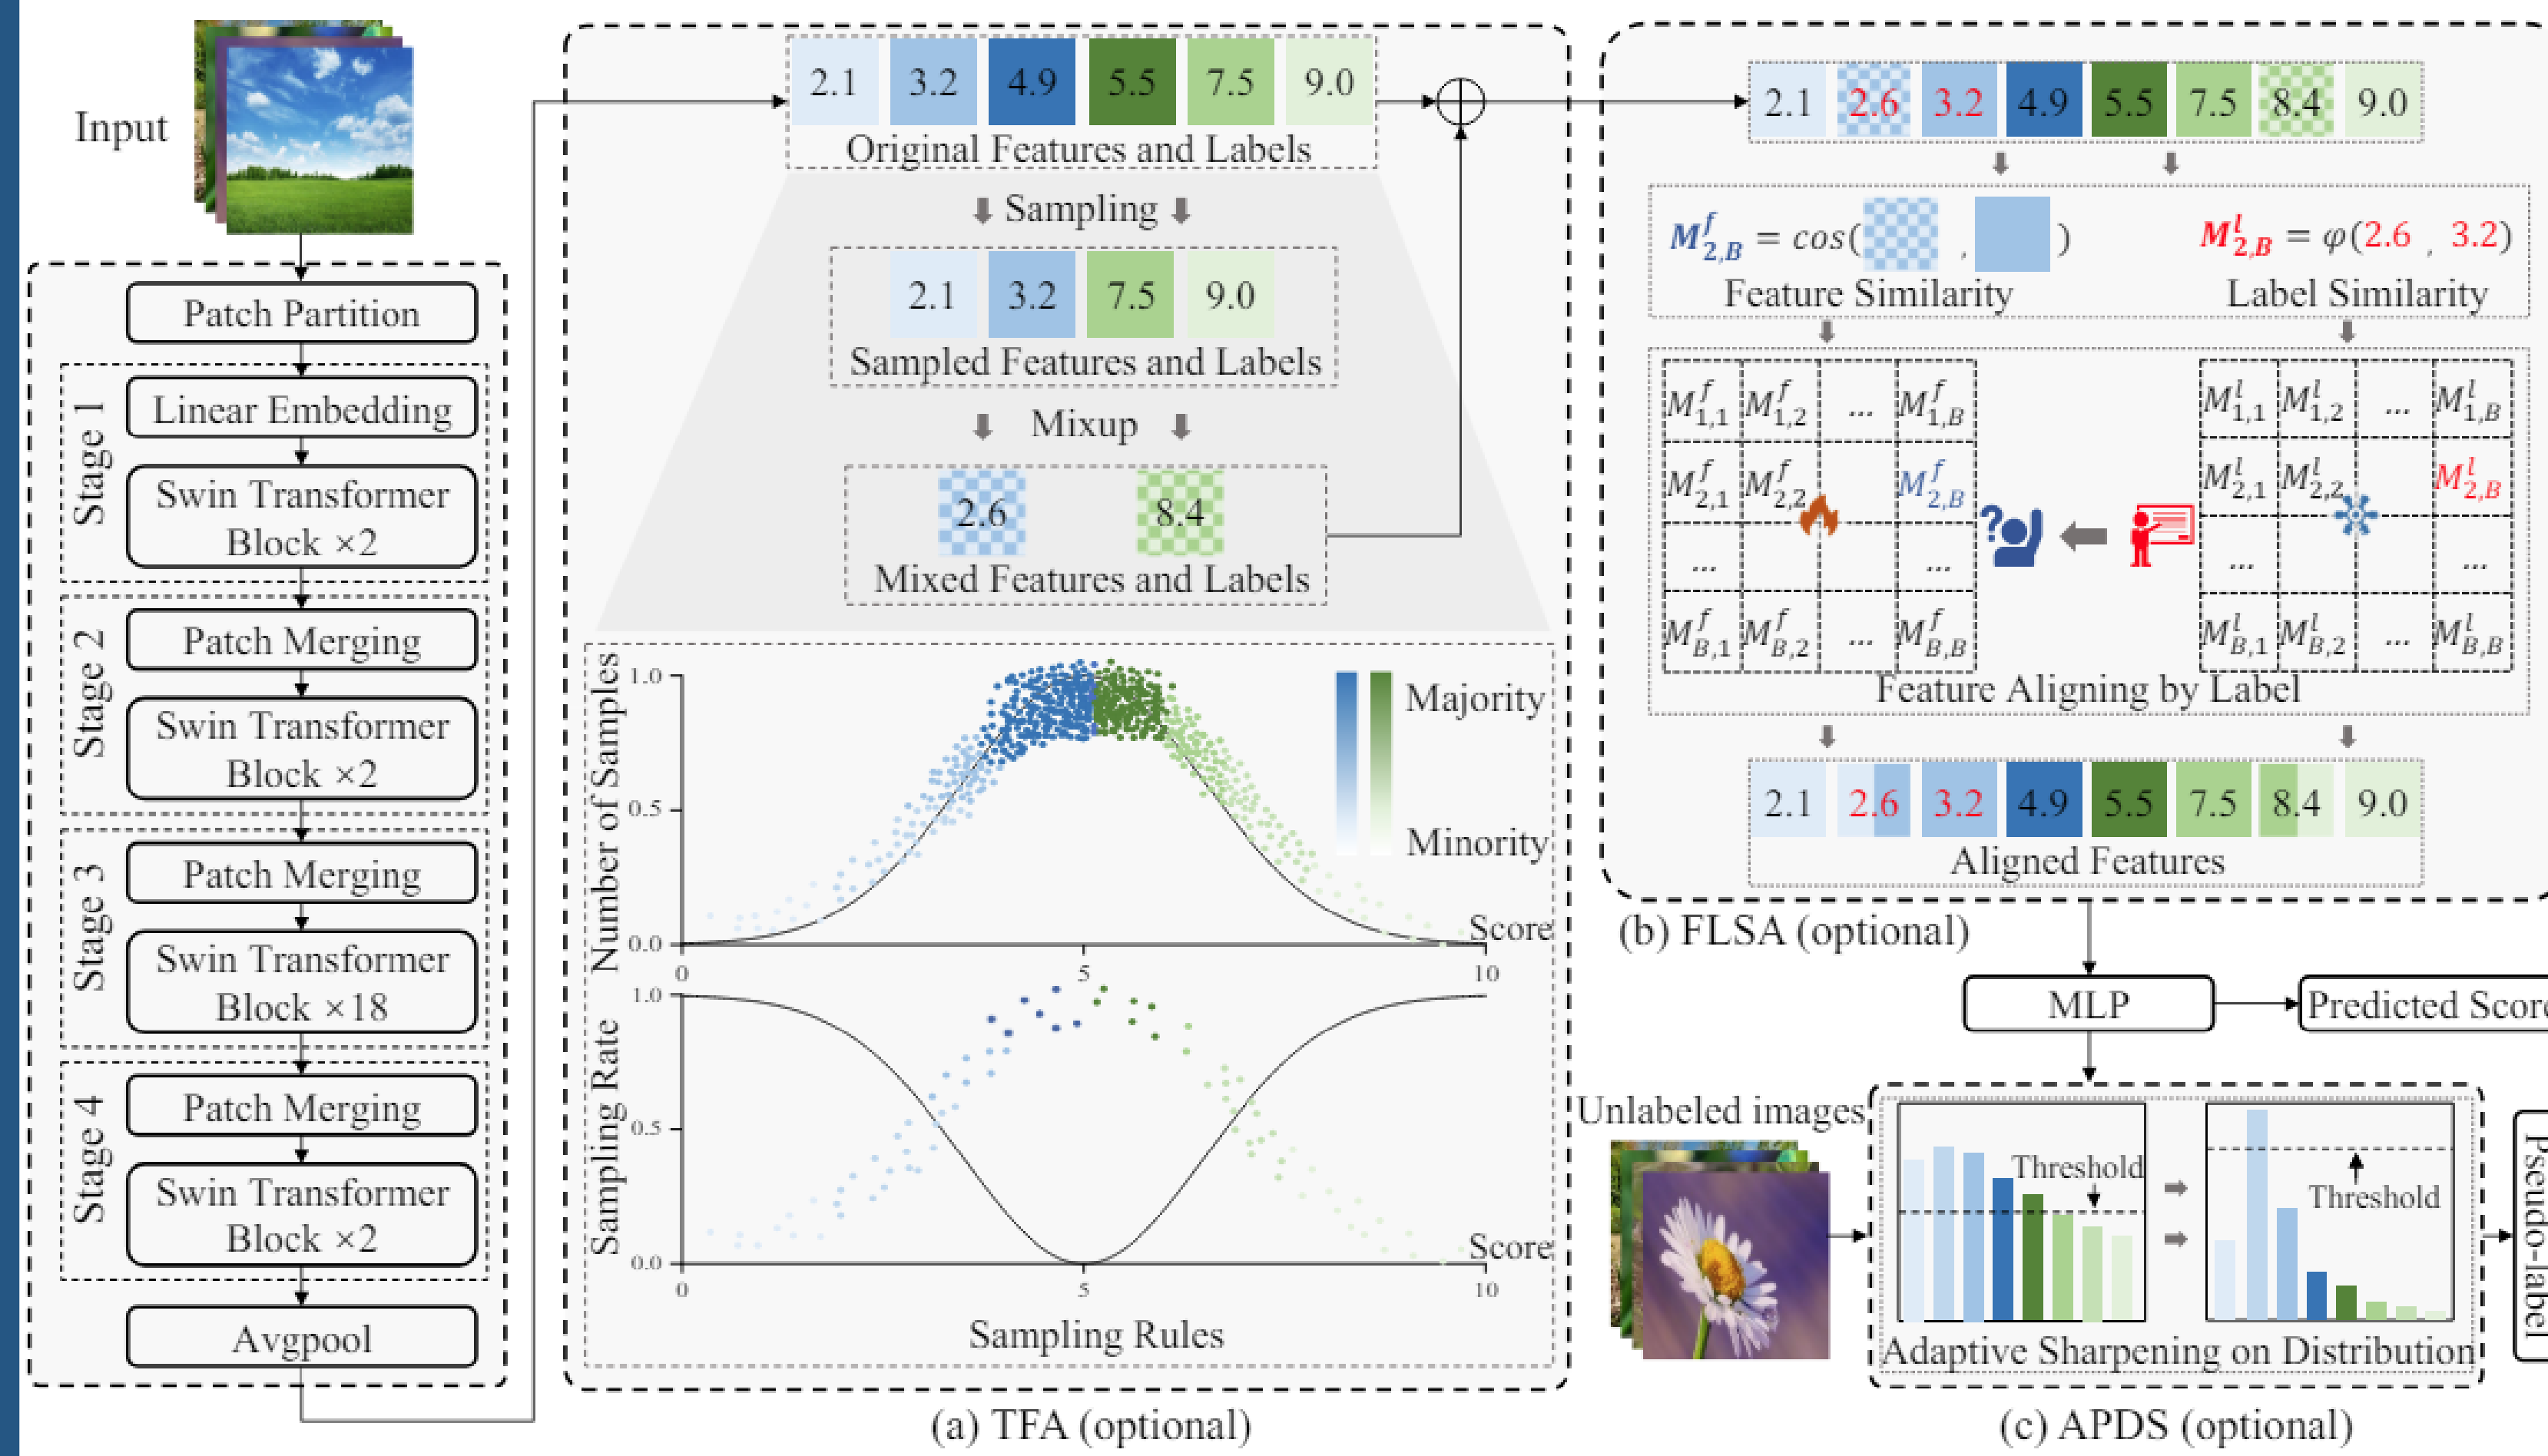 Input
Patch Partition
Stage 1
Linear Embedding
Swin Transformer
Block ×2
Stage 2
Patch Merging
Swin Transformer
Block ×2
Stage 3
Patch Merging
Swin Transformer
Block ×18
Stage 4
Patch Merging
Swin Transformer
Block ×2
Avgpool
2.1 3.2 4.9 5.5 7.5 9.0
Original Features and Labels
Sampling
2.1 3.2 7.5 9.0
Sampled Features and Labels
Mixup
2.6 8.4
Mixed Features and Labels
Number of Samples
1.0
0.5
0.0
Majority
Minority
Score
0 5 10
Sampling Rate
1.0
0.5
0.0
Score
0 5 10
Sampling Rules
(a) TFA (optional)
2.1 2.6 3.2 4.9 5.5 7.5 8.4 9.0
M^f_{2,B} = cos( , )
Feature Similarity
M^l_{2,B} = φ(2.6 , 3.2)
Label Similarity
M^f_{1,1} M^f_{1,2} ... M^f_{1,B}
M^f_{2,1} M^f_{2,2} M^f_{2,B}
... ...
M^f_{B,1} M^f_{B,2} ... M^f_{B,B}
?
M^l_{1,1} M^l_{1,2} ... M^l_{1,B}
M^l_{2,1} M^l_{2,2} M^l_{2,B}
... ...
M^l_{B,1} M^l_{B,2} ... M^l_{B,B}
Feature Aligning by Label
2.1 2.6 3.2 4.9 5.5 7.5 8.4 9.0
Aligned Features
(b) FLSA (optional)
MLP
Predicted Score
Unlabeled images
Threshold
Threshold
Adaptive Sharpening on Distribution
Pseudo-label
(c) APDS (optional)